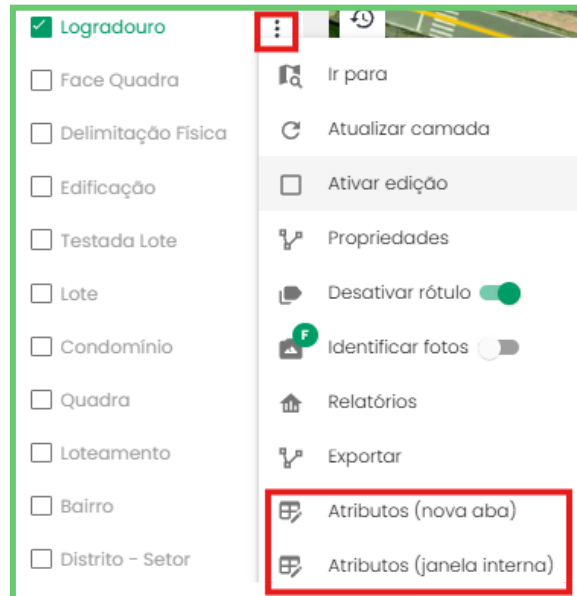 Logradouro
Face Quadra
Delimitação Física
Edificação
Testada Lote
Lote
Condomínio
Quadra
Loteamento
Bairro
Distrito - Setor
Ir para
Atualizar camada
Ativar edição
Propriedades
Desativar rótulo
F
Identificar fotos
Relatórios
Exportar
Atributos (nova aba)
Atributos (janela interna)